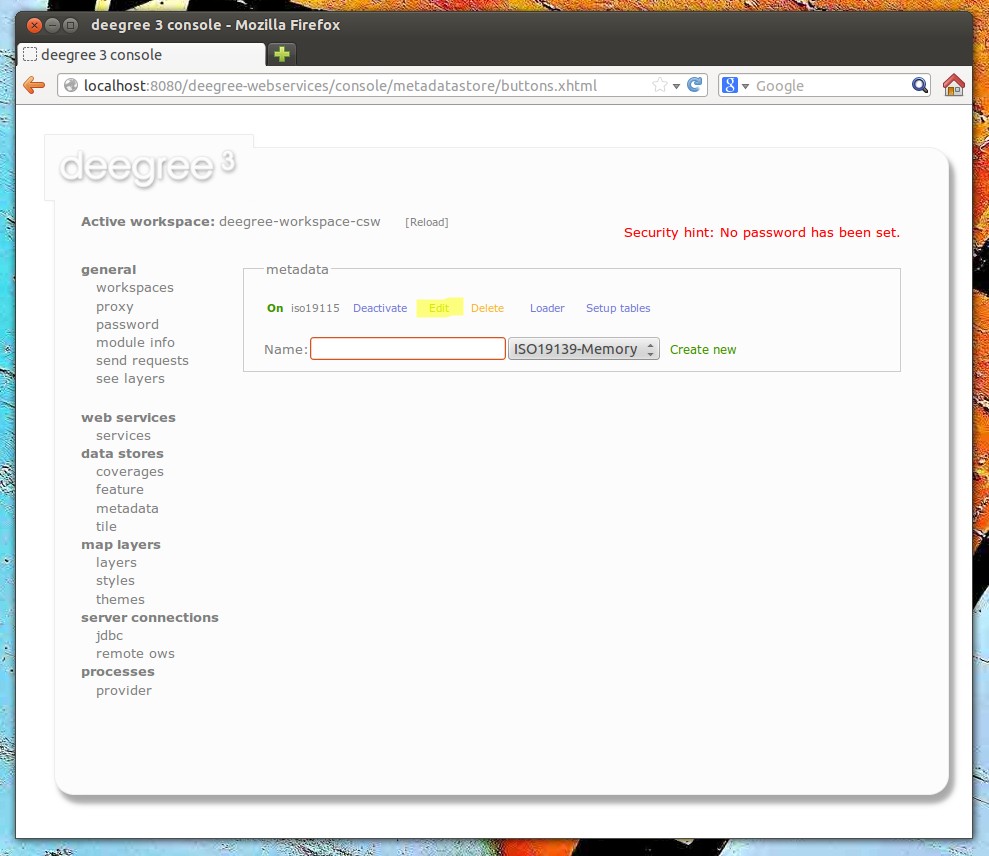 deegree 3 console - Mozilla Firefox
deegree 3 console
localhost:8080/deegree-webservices/console/metadatastore/buttons.xhtml
8 Google
deegree 3
Active workspace: deegree-workspace-csw [Reload]
Security hint: No password has been set.
general
workspaces
proxy
password
module info
send requests
see layers
web services
services
data stores
coverages
feature
metadata
tile
map layers
layers
styles
themes
server connections
jdbc
remote ows
processes
provider
metadata
On iso19115 Deactivate Edit Delete Loader Setup tables
Name: ISO19139-Memory Create new